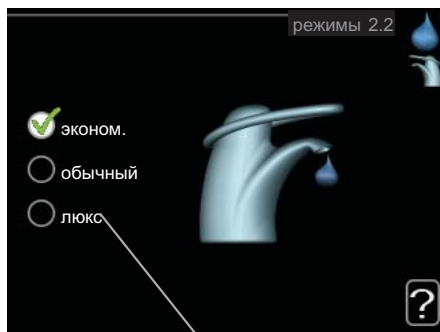 режимы 2.2
эконом.
обычный
люкс
?